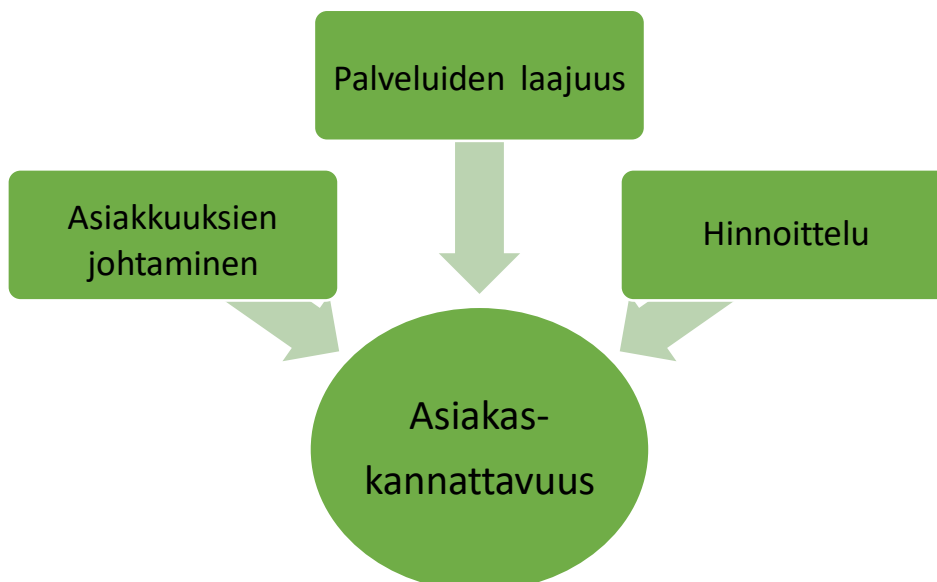 Palveluiden laajuus
Asiakkuuksien
johtaminen
Hinnoittelu
Asiakas-
kannattavuus